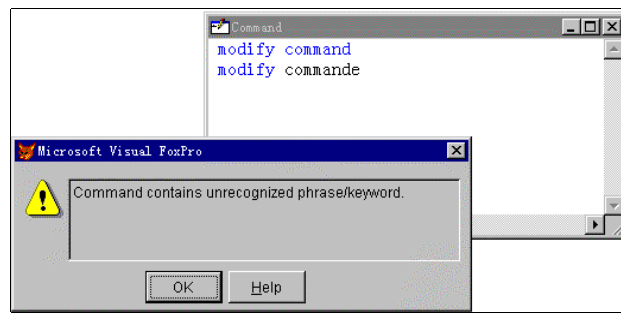 Command
modify command
modify commande
Microsoft Visual FoxPro
Command contains unrecognized phrase/keyword.
OK
Help